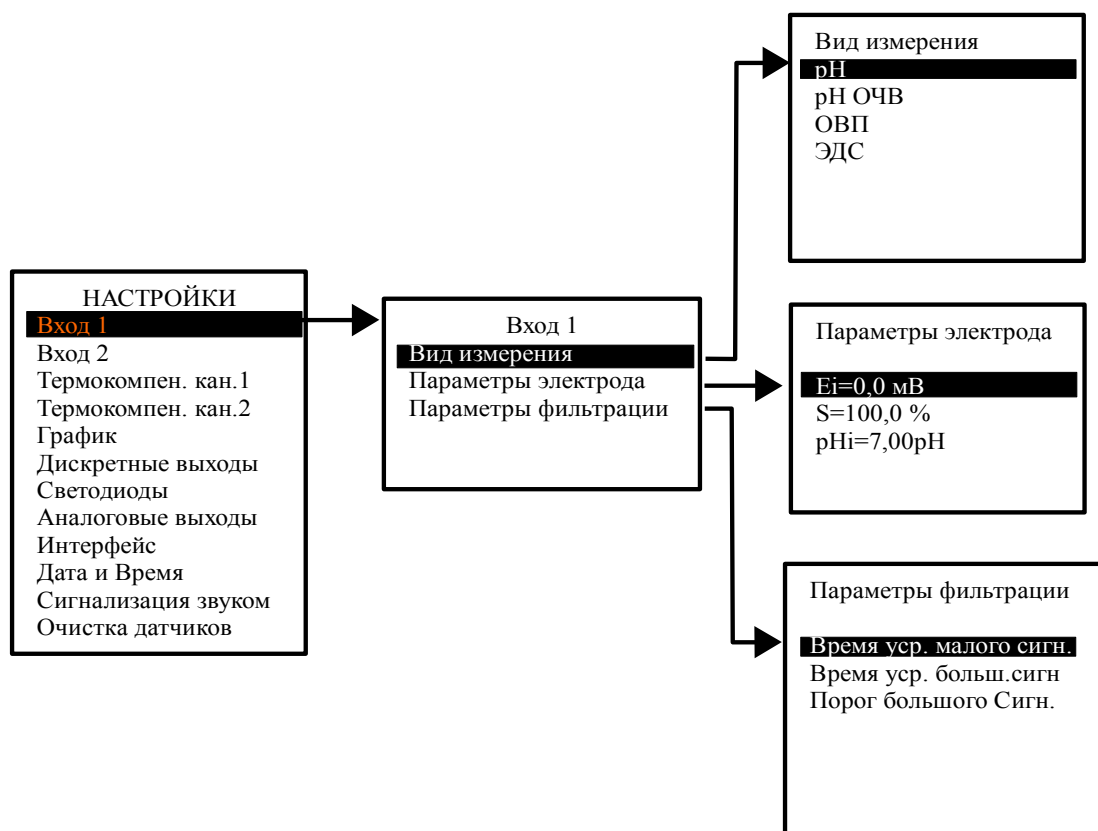 НАСТРОЙКИ
Вход 1
Вход 2
Термокомпен. кан.1
Термокомпен. кан.2
График
Дискретные выходы
Светодиоды
Аналоговые выходы
Интерфейс
Дата и Время
Сигнализация звуком
Очистка датчиков
Вход 1
Вид измерения
Параметры электрода
Параметры фильтрации
Вид измерения
pH
pH ОЧВ
ОВП
ЭДС
Параметры электрода
Ei=0,0 мВ
S=100,0 %
pHi=7,00pH
Параметры фильтрации
Время уср. малого сигн.
Время уср. больш.сигн
Порог большого Сигн.